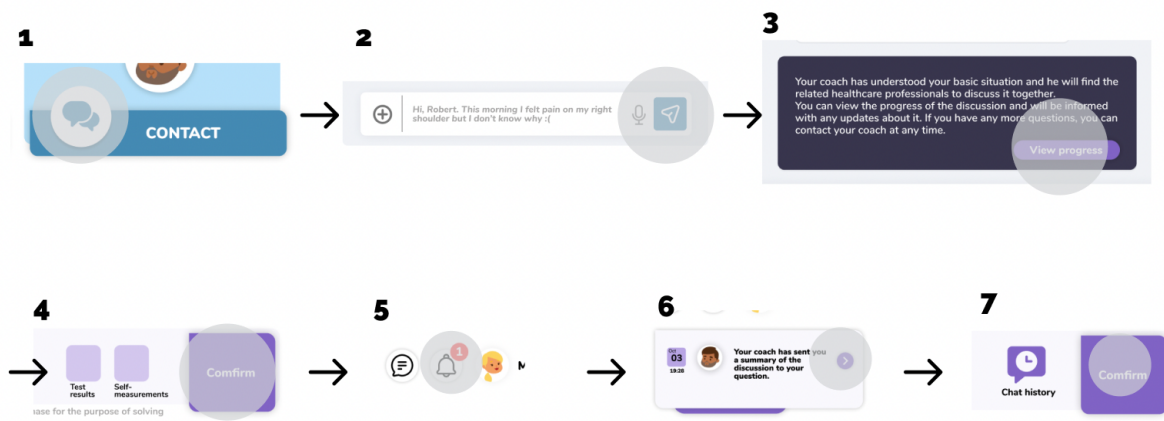 1
CONTACT
2
Hi, Robert. This morning I felt pain on my right
shoulder but I don't know why :(
3
Your coach has understood your basic situation and he will find the
related healthcare professionals to discuss it together.
You can view the progress of the discussion and will be informed
with any updates about it. If you have any more questions, you can
contact your coach at any time.
View progress
4
Test
results
Self-
measurements
Comfirm
hase for the purpose of solving
5
1
M
6
Oct
03
19:28
Your coach has sent you
a summary of the
discussion to your
question.
7
Chat history
Comfirm